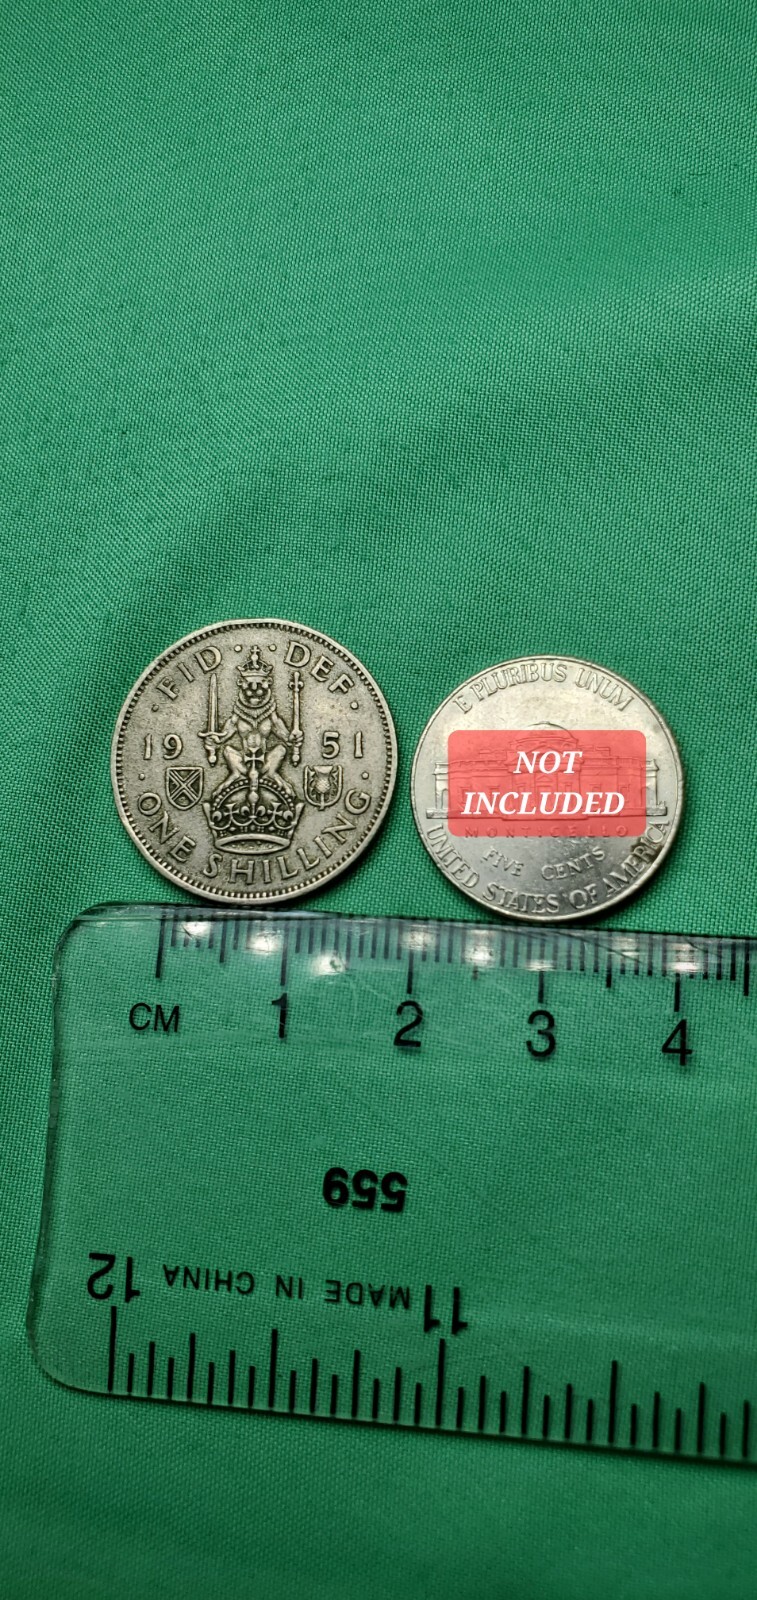 · FID · DEF ·
19 51
· ONE SHILLING ·
E PLURIBUS UNUM
NOT
INCLUDED
MONTICELLO
FIVE CENTS
UNITED STATES OF AMERICA
CM 1 2 3 4
559
12 MADE IN CHINA 11